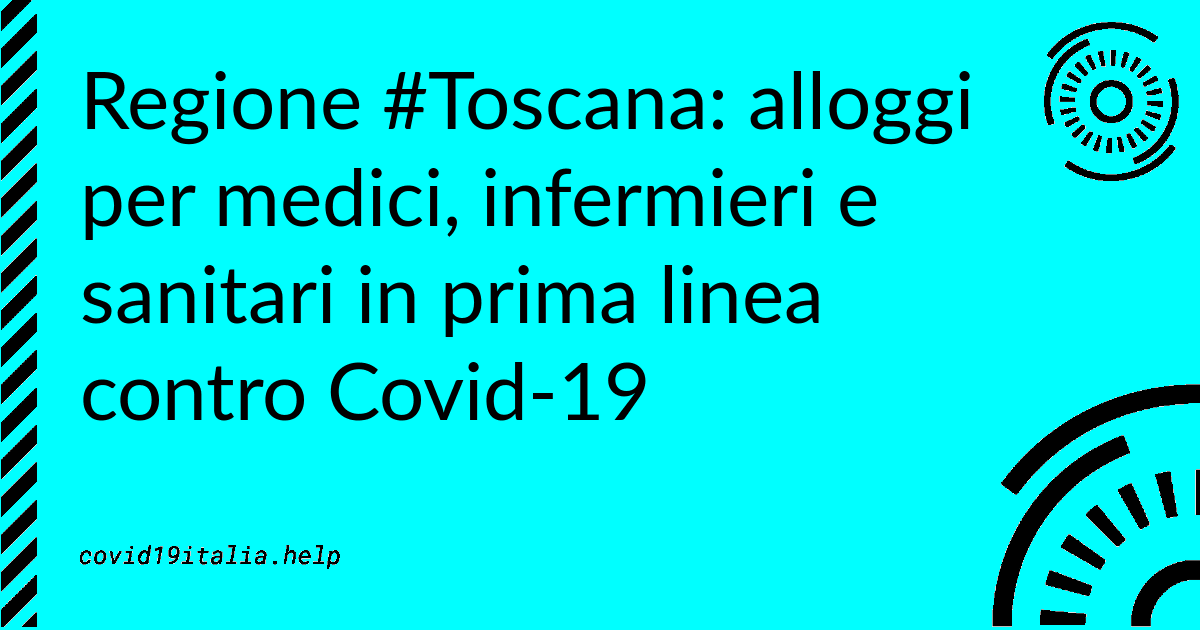 Regione #Toscana: alloggi
per medici, infermieri e
sanitari in prima linea
contro Covid-19
covid19italia.help